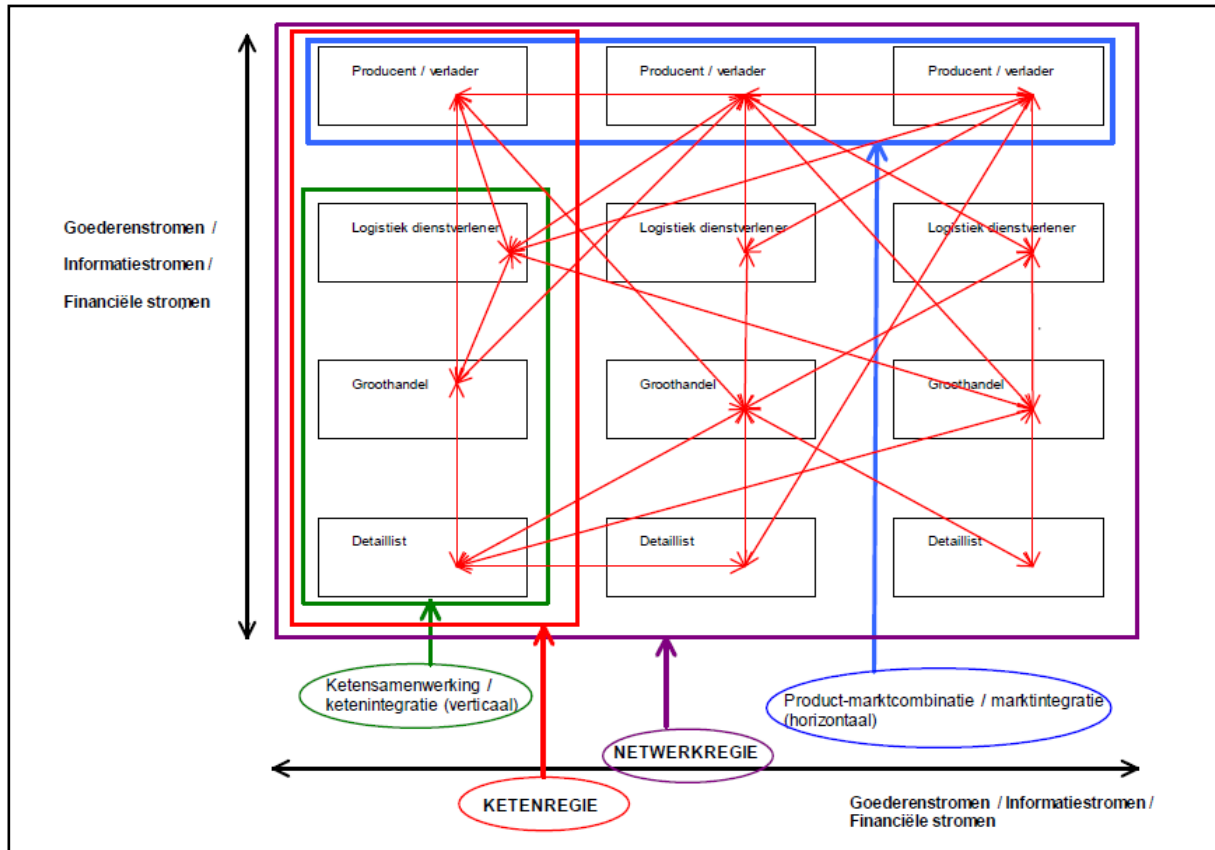 Producent / verlader
Producent / verlader
Producent / verlader
Goederenstromen /
Informatiestromen /
Financiële stromen
Logistiek dienstverlener
Logistiek dienstverlener
Logistiek dienstverlener
Groothandel
Groothandel
Groothandel
Detaillist
Detaillist
Detaillist
Ketensamenwerking /
ketenintegratie (verticaal)
Product-marktcombinatie / marktintegratie
(horizontaal)
NETWERKREGIE
KETENREGIE
Goederenstromen / Informatiestromen /
Financiële stromen